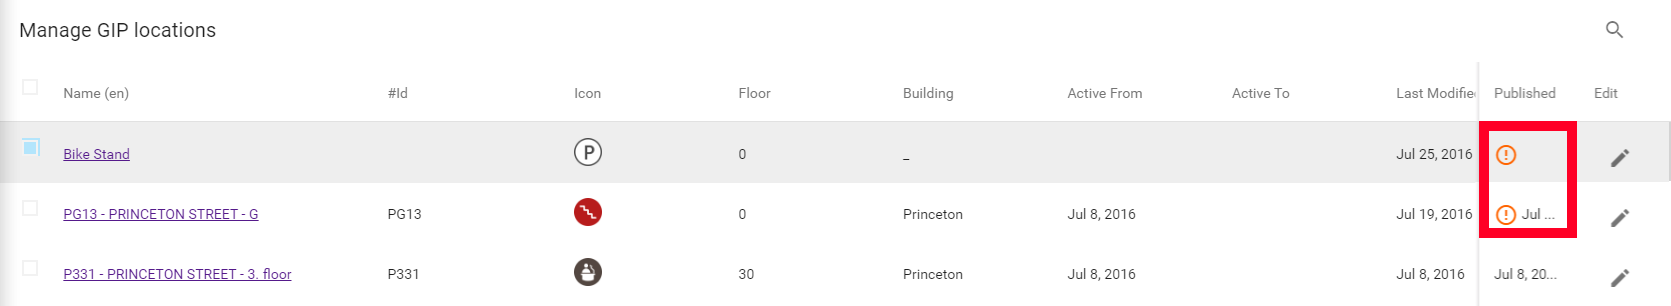 Manage GIP locations
Name (en) #Id Icon Floor Building Active From Active To Last Modifie Published Edit
Bike Stand P 0 _ Jul 25, 2016
PG13 - PRINCETON STREET - G PG13 0 Princeton Jul 8, 2016 Jul 19, 2016 Jul ...
P331 - PRINCETON STREET - 3. floor P331 30 Princeton Jul 8, 2016 Jul 8, 2016 Jul 8, 20...